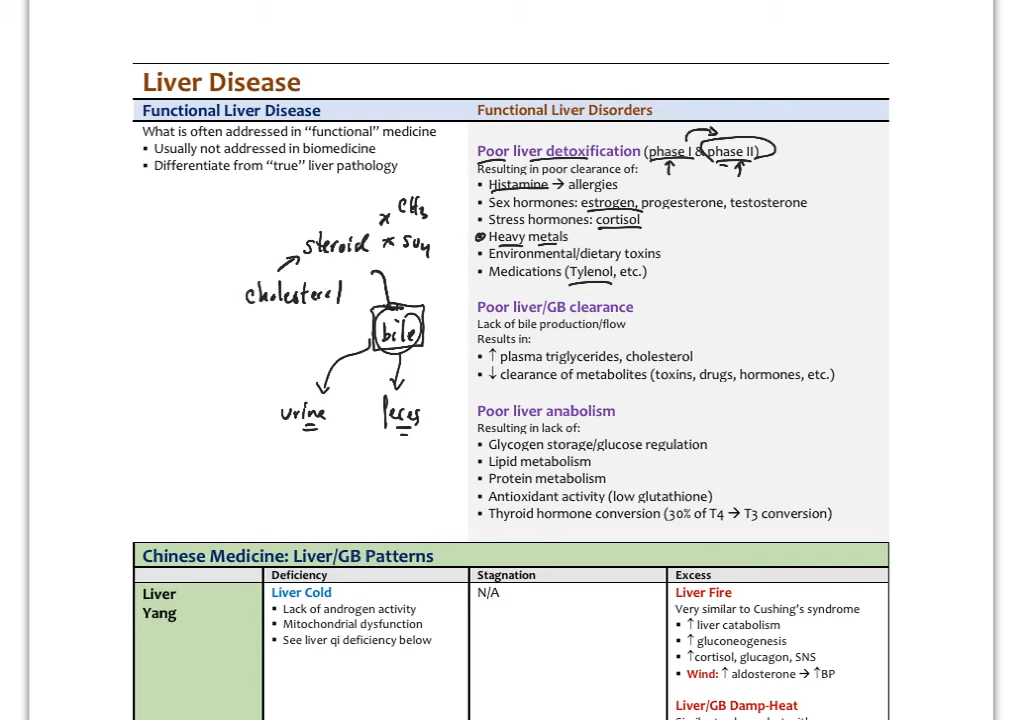 Liver Disease
Functional Liver Disease
What is often addressed in “functional” medicine
▪ Usually not addressed in biomedicine
▪ Differentiate from “true” liver pathology
CH3
steroid x SO4
cholesterol
bile
urine feces
Functional Liver Disorders
Poor liver detoxification (phase I & phase II)
Resulting in poor clearance of:
▪ Histamine → allergies
▪ Sex hormones: estrogen, progesterone, testosterone
▪ Stress hormones: cortisol
▪ Heavy metals
▪ Environmental/dietary toxins
▪ Medications (Tylenol, etc.)
Poor liver/GB clearance
Lack of bile production/flow
Results in:
▪ ↑ plasma triglycerides, cholesterol
▪ ↓ clearance of metabolites (toxins, drugs, hormones, etc.)
Poor liver anabolism
Resulting in lack of:
▪ Glycogen storage/glucose regulation
▪ Lipid metabolism
▪ Protein metabolism
▪ Antioxidant activity (low glutathione)
▪ Thyroid hormone conversion (30% of T4 → T3 conversion)
Chinese Medicine: Liver/GB Patterns
Deficiency Stagnation Excess
Liver
Yang
Liver Cold
▪ Lack of androgen activity
▪ Mitochondrial dysfunction
▪ See liver qi deficiency below
N/A
Liver Fire
Very similar to Cushing’s syndrome
▪ ↑ liver catabolism
▪ ↑ gluconeogenesis
▪ ↑cortisol, glucagon, SNS
▪ Wind: ↑ aldosterone → ↑BP
Liver/GB Damp-Heat